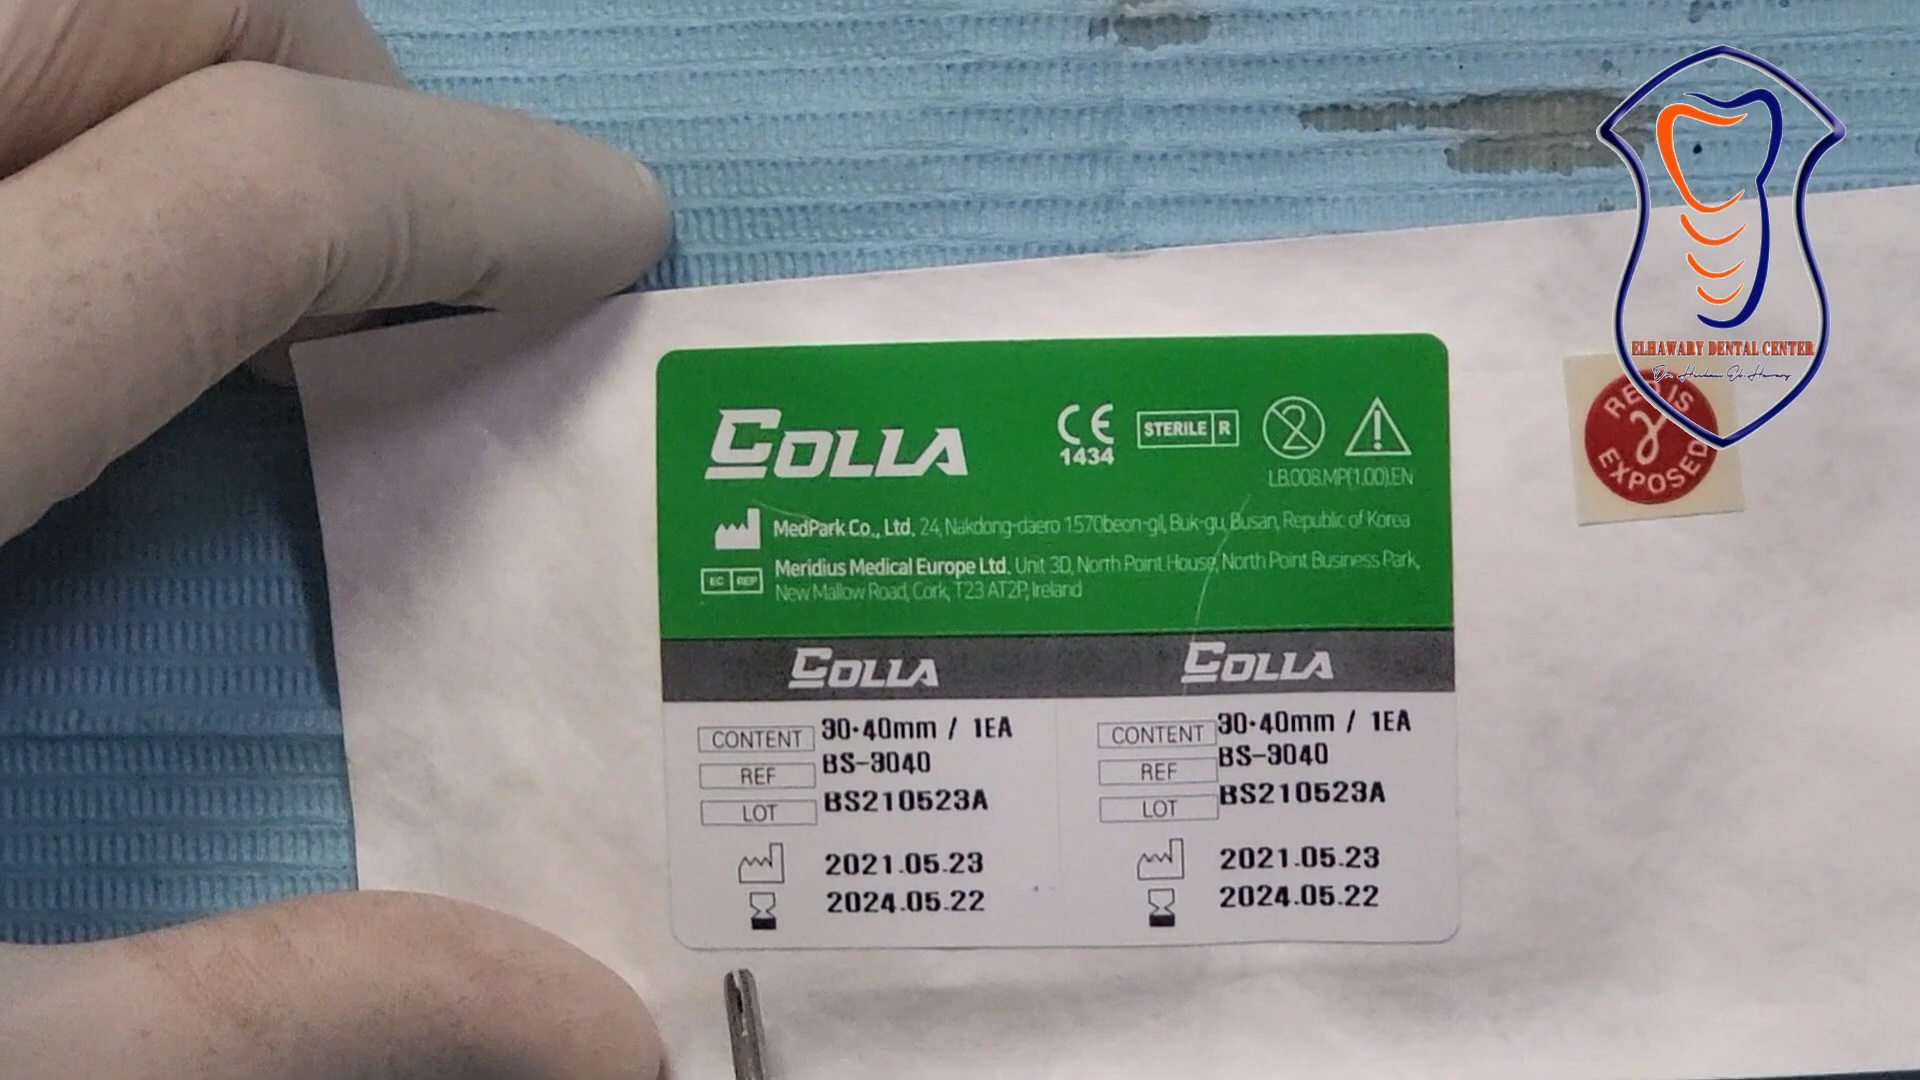 ELHAWARY DENTAL CENTER
RED IS
γ
EXPOSED
COLLA
CE
1434
STERILE R
2
LB.008.MP(1.00).EN
MedPark Co., Ltd. 24, Nakdong-daero 1570beon-gil, Buk-gu, Busan, Republic of Korea
EC REP
Meridius Medical Europe Ltd. Unit 3D, North Point House, North Point Business Park,
New Mallow Road, Cork, T23 AT2P, Ireland
COLLA
CONTENT 30*40mm / 1EA
REF BS-3040
LOT BS210523A
2021.05.23
2024.05.22
COLLA
CONTENT 30*40mm / 1EA
REF BS-3040
LOT BS210523A
2021.05.23
2024.05.22